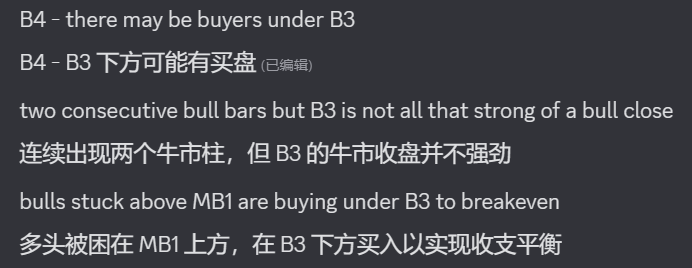 B4 - there may be buyers under B3
B4 - B3 下方可能有买盘 (已编辑)
two consecutive bull bars but B3 is not all that strong of a bull close
连续出现两个牛市柱，但 B3 的牛市收盘并不强劲
bulls stuck above MB1 are buying under B3 to breakeven
多头被困在 MB1 上方，在 B3 下方买入以实现收支平衡